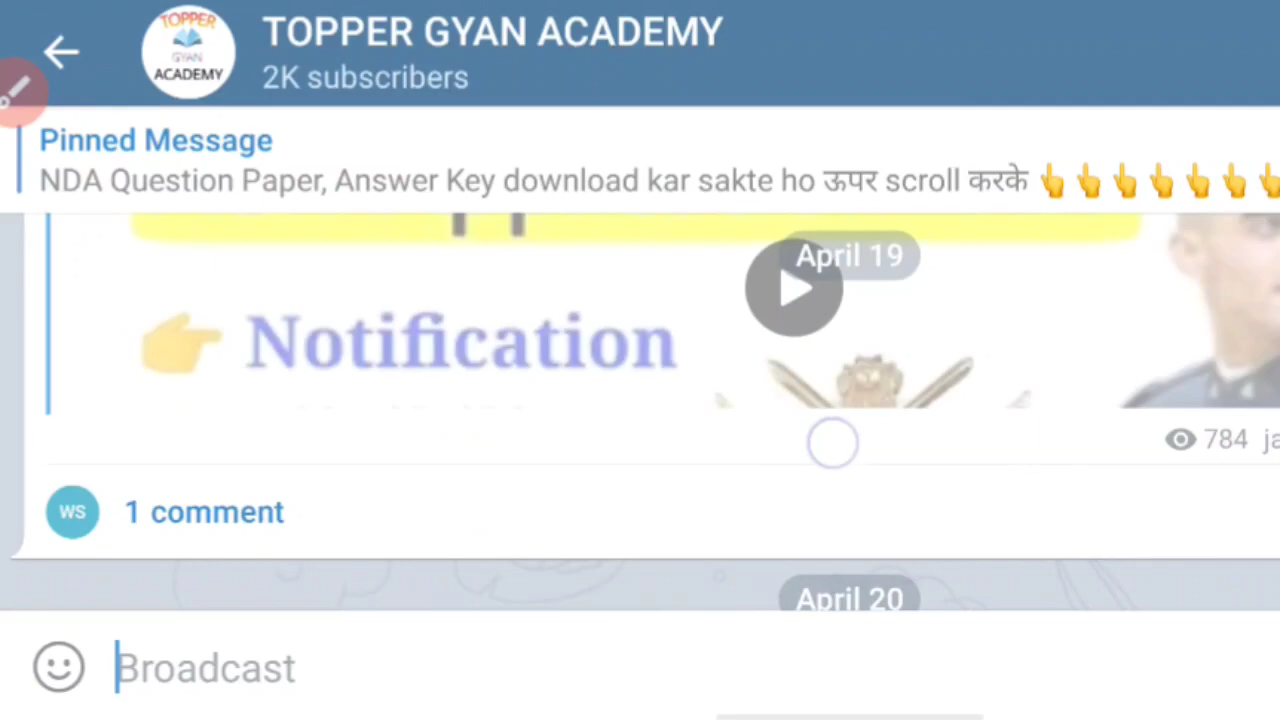 TOPPER
GYAN
ACADEMY
TOPPER GYAN ACADEMY
2K subscribers
Pinned Message
NDA Question Paper, Answer Key download kar sakte ho ऊपर scroll करके 👆👆👆👆👆👆👆
April 19
👉 Notification
784
WS
1 comment
April 20
Broadcast